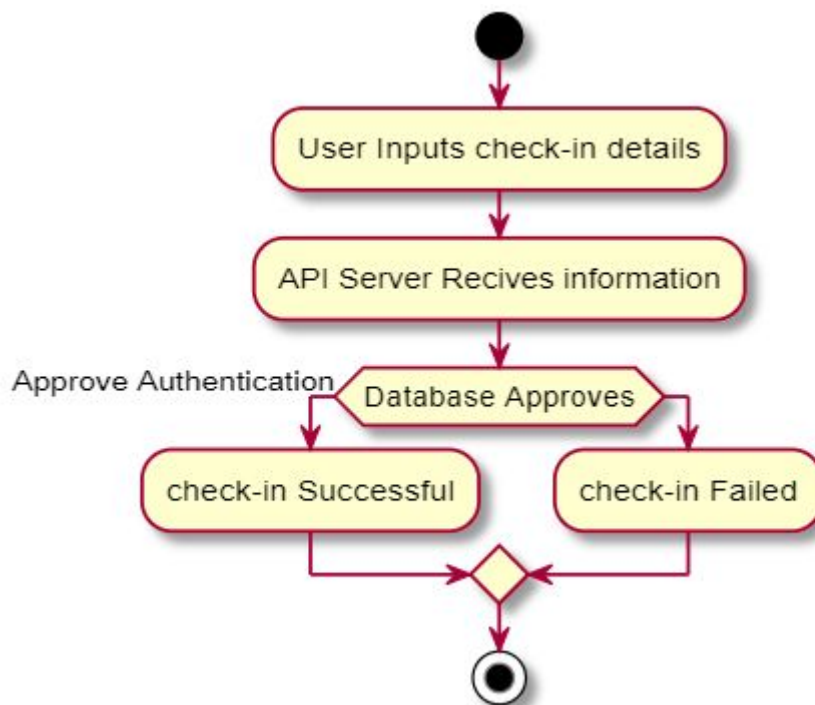 User Inputs check-in details
API Server Recives information
Approve Authentication
Database Approves
check-in Successful
check-in Failed